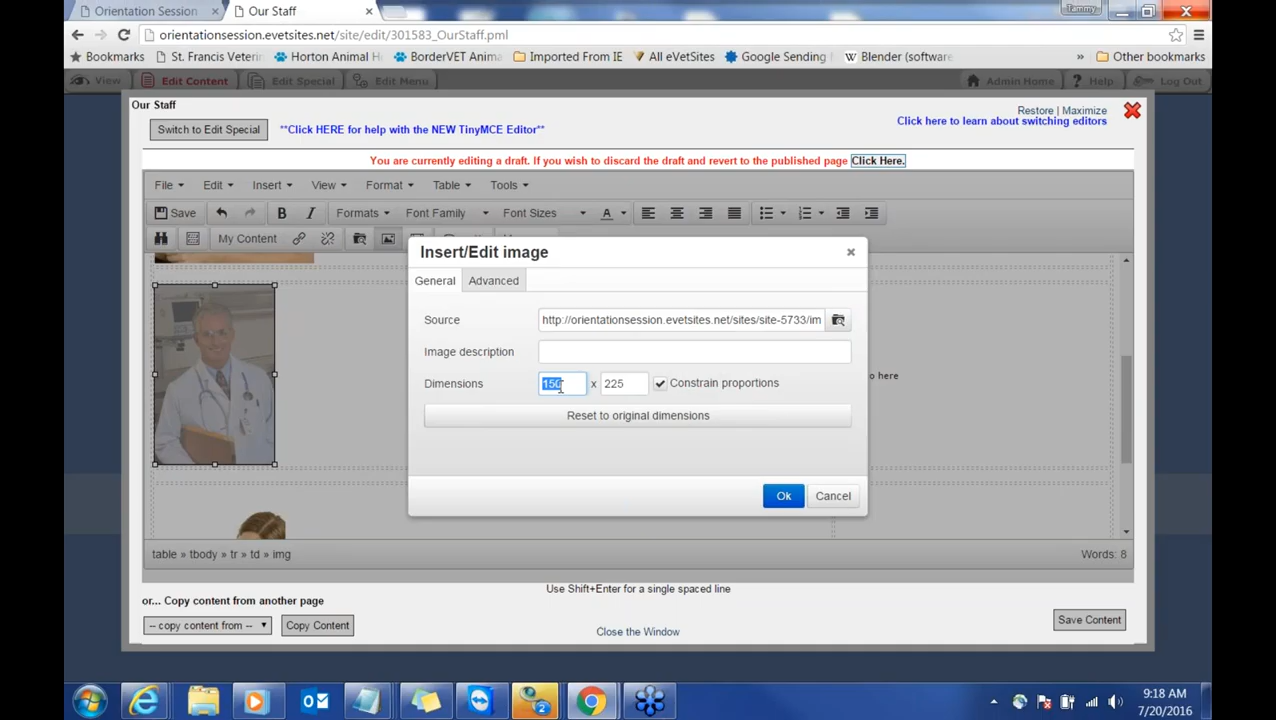 Orientation Session × Our Staff × Tammy
orientationsession.evetsites.net/site/edit/301583_OurStaff.pml
Bookmarks St. Francis Veterin Horton Animal H BorderVET Anima Imported From IE All eVetSites Google Sending Blender (software » Other bookmarks
View Edit Content Edit Special Edit Menu Admin Home Help Log Out
Our Staff
Restore | Maximize
Switch to Edit Special **Click HERE for help with the NEW TinyMCE Editor** Click here to learn about switching editors
You are currently editing a draft. If you wish to discard the draft and revert to the published page Click Here.
File Edit Insert View Format Table Tools
Save B I Formats Font Family Font Sizes A
My Content
Insert/Edit image ×
General Advanced
Source http://orientationsession.evetsites.net/sites/site-5733/im
Image description
Dimensions 150 x 225 Constrain proportions
o here
Reset to original dimensions
Ok Cancel
table » tbody » tr » td » img Words: 8
Use Shift+Enter for a single spaced line
or... Copy content from another page
-- copy content from -- Copy Content Save Content
Close the Window
2
9:18 AM
7/20/2016